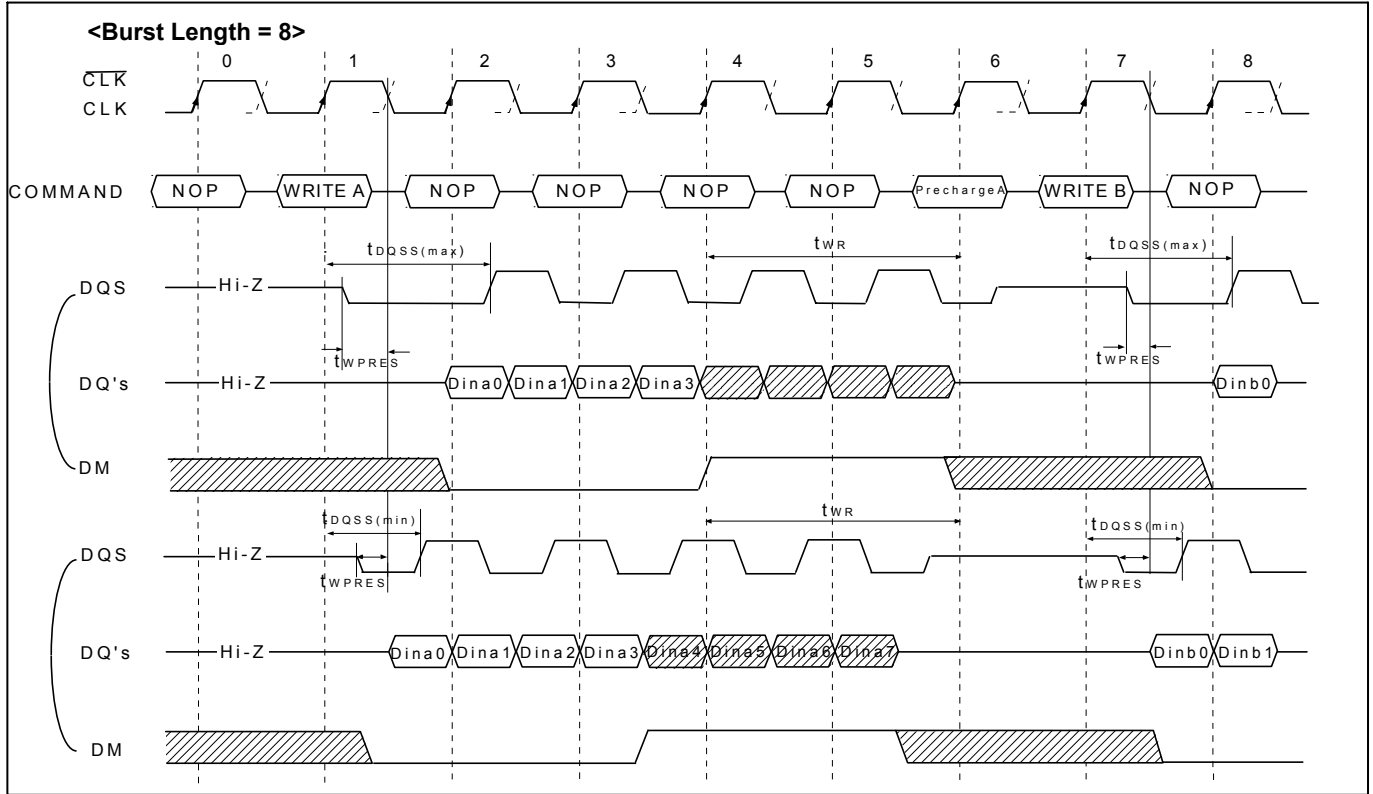 <Burst Length = 8>
0 1 2 3 4 5 6 7 8
CLK
CLK
COMMAND NOP WRITE A NOP NOP NOP NOP PrechargeA WRITE B NOP
tDQSS(max) tWR tDQSS(max)
DQS Hi-Z
tWPRES tWPRES
DQ's Hi-Z Dina0 Dina1 Dina2 Dina3 Dinb0
DM
tDQSS(min) tWR tDQSS(min)
DQS Hi-Z
tWPRES tWPRES
DQ's Hi-Z Dina0 Dina1 Dina2 Dina3 Dina4 Dina5 Dina6 Dina7 Dinb0 Dinb1
DM